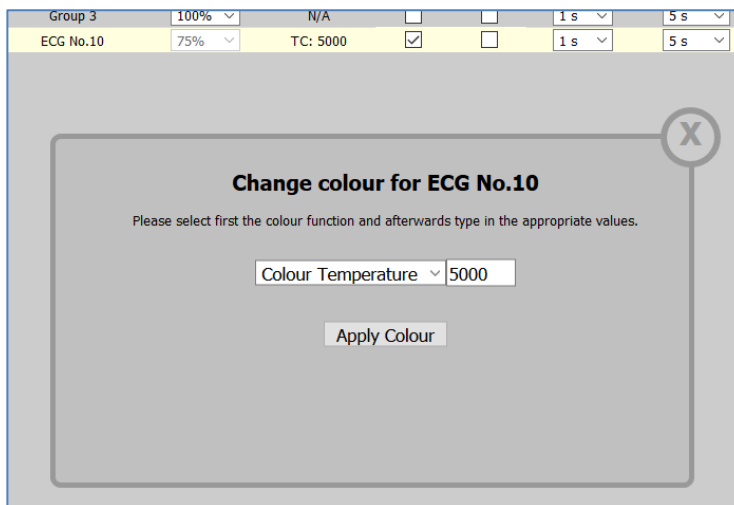 Group 3 100% N/A 1 s 5 s
ECG No.10 75% TC: 5000 1 s 5 s
X
Change colour for ECG No.10
Please select first the colour function and afterwards type in the appropriate values.
Colour Temperature 5000
Apply Colour